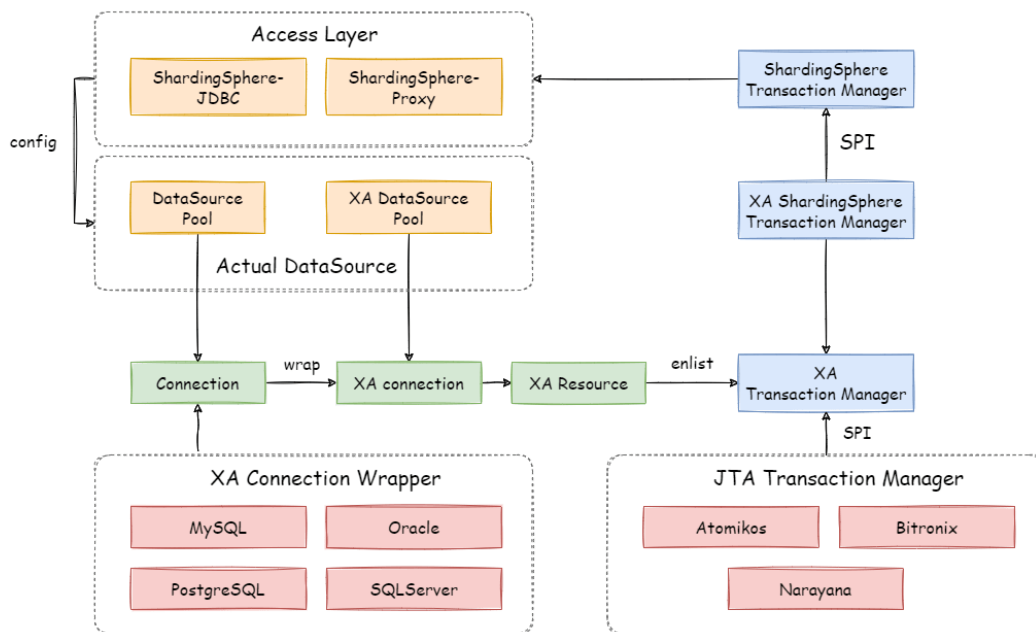 Access Layer
ShardingSphere-
JDBC
ShardingSphere-
Proxy
ShardingSphere
Transaction Manager
config
SPI
DataSource
Pool
XA DataSource
Pool
XA ShardingSphere
Transaction Manager
Actual DataSource
Connection
wrap
XA connection
XA Resource
enlist
XA
Transaction Manager
SPI
XA Connection Wrapper
MySQL
Oracle
PostgreSQL
SQLServer
JTA Transaction Manager
Atomikos
Bitronix
Narayana